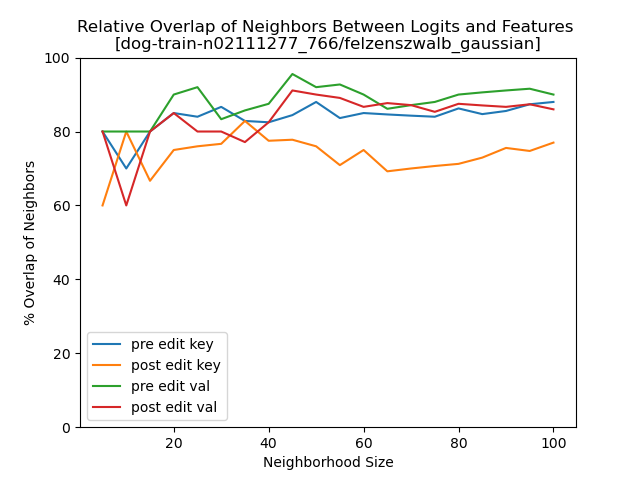 Relative Overlap of Neighbors Between Logits and Features
[dog-train-n02111277_766/felzenszwalb_gaussian]
100
80
60
40
20
0
% Overlap of Neighbors
pre edit key
post edit key
pre edit val
post edit val
20 40 60 80 100
Neighborhood Size